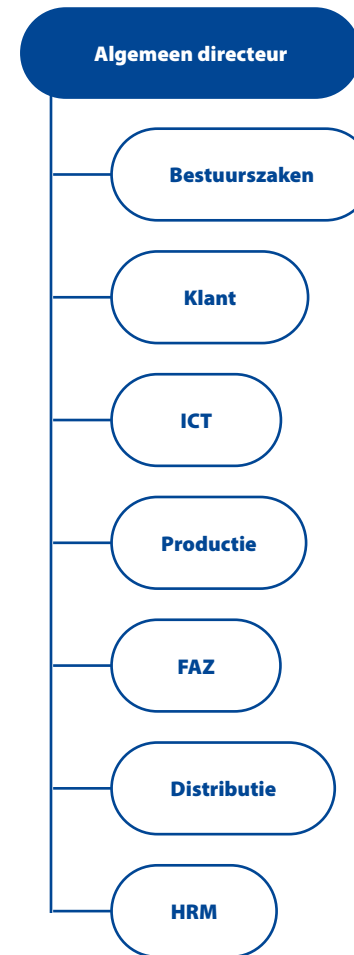 Algemeen directeur
Bestuurszaken
Klant
ICT
Productie
FAZ
Distributie
HRM